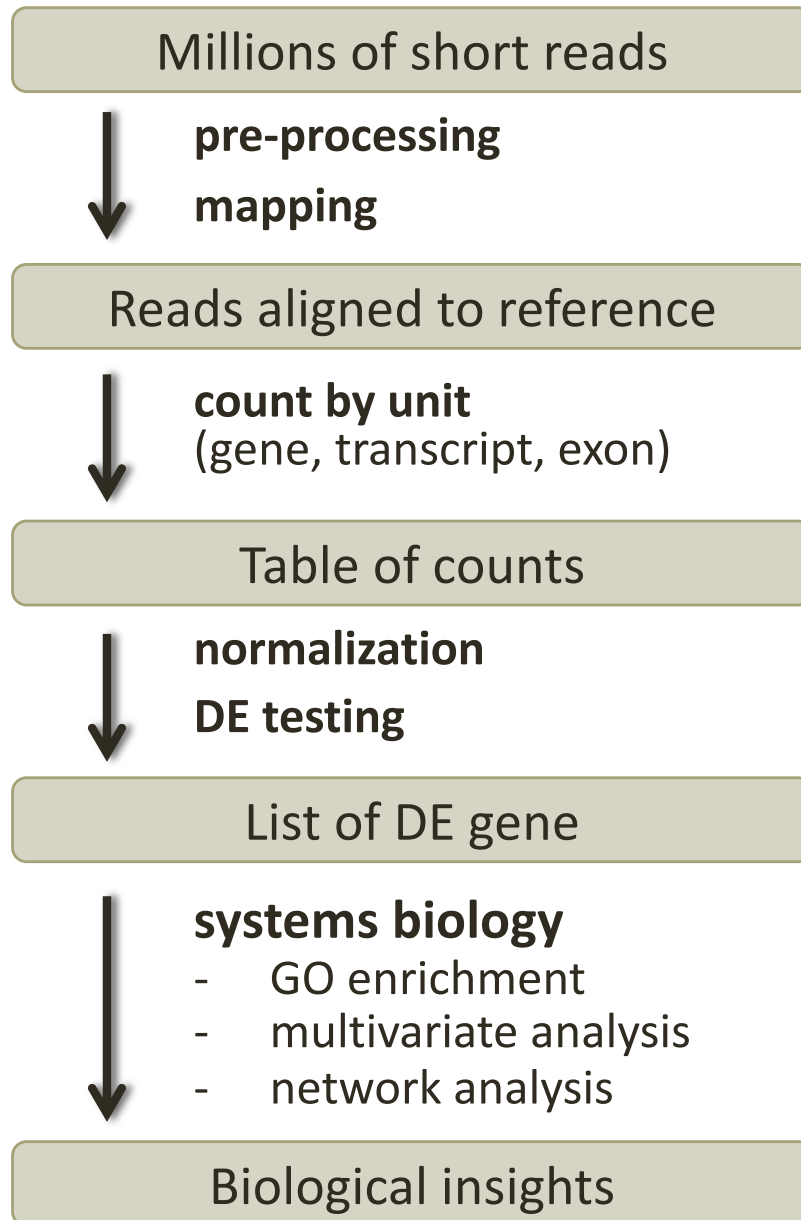 Millions of short reads
pre-processing
mapping
Reads aligned to reference
count by unit
(gene, transcript, exon)
Table of counts
normalization
DE testing
List of DE gene
systems biology
- GO enrichment
- multivariate analysis
- network analysis
Biological insights